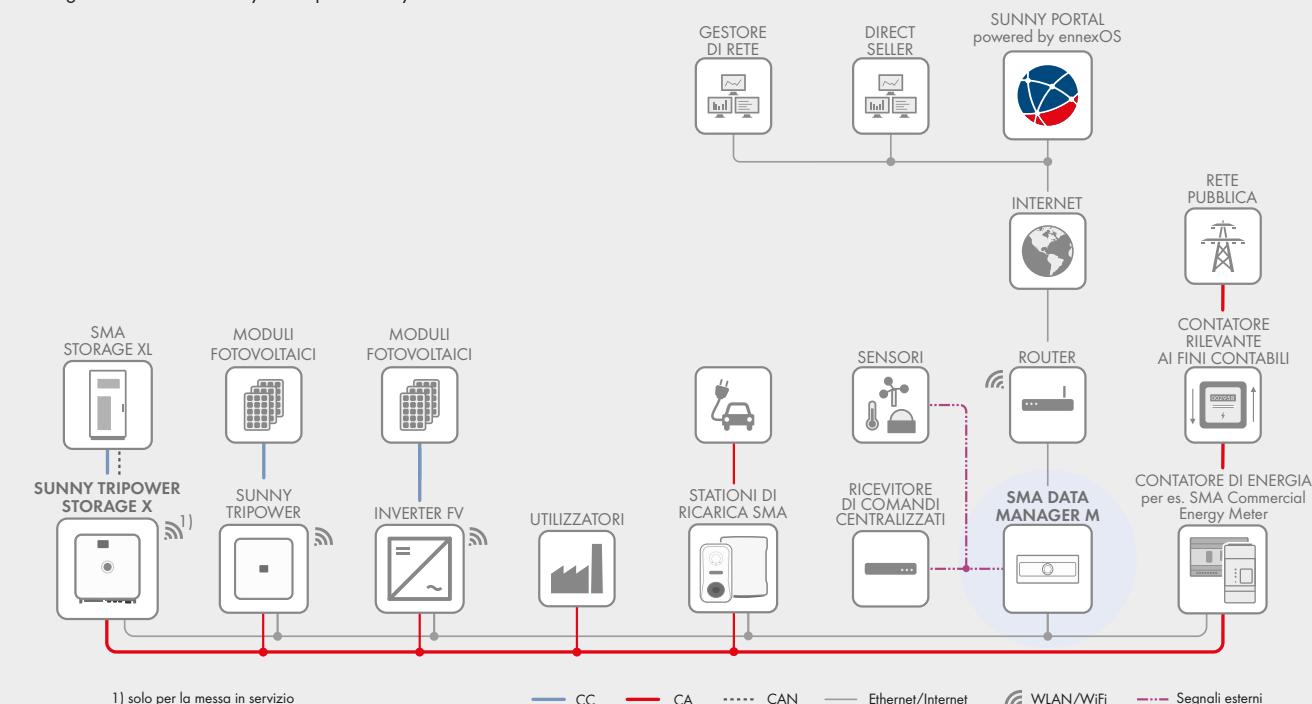 GESTORE
DI RETE
DIRECT
SELLER
SUNNY PORTAL
powered by ennexOS
INTERNET
RETE
PUBBLICA
SMA
STORAGE XL
MODULI
FOTOVOLTAICI
MODULI
FOTOVOLTAICI
SENSORI
ROUTER
CONTATORE
RILEVANTE
AI FINI CONTABILI
SUNNY TRIPOWER
STORAGE X
1)
SUNNY
TRIPOWER
INVERTER FV
UTILIZZATORI
STATIONI DI
RICARICA SMA
RICEVITORE
DI COMANDI
CENTRALIZZATI
SMA DATA
MANAGER M
CONTATORE DI ENERGIA
per es. SMA Commercial
Energy Meter
1) solo per la messa in servizio
CC
CA
CAN
Ethernet/Internet
WLAN/WiFi
Segnali esterni